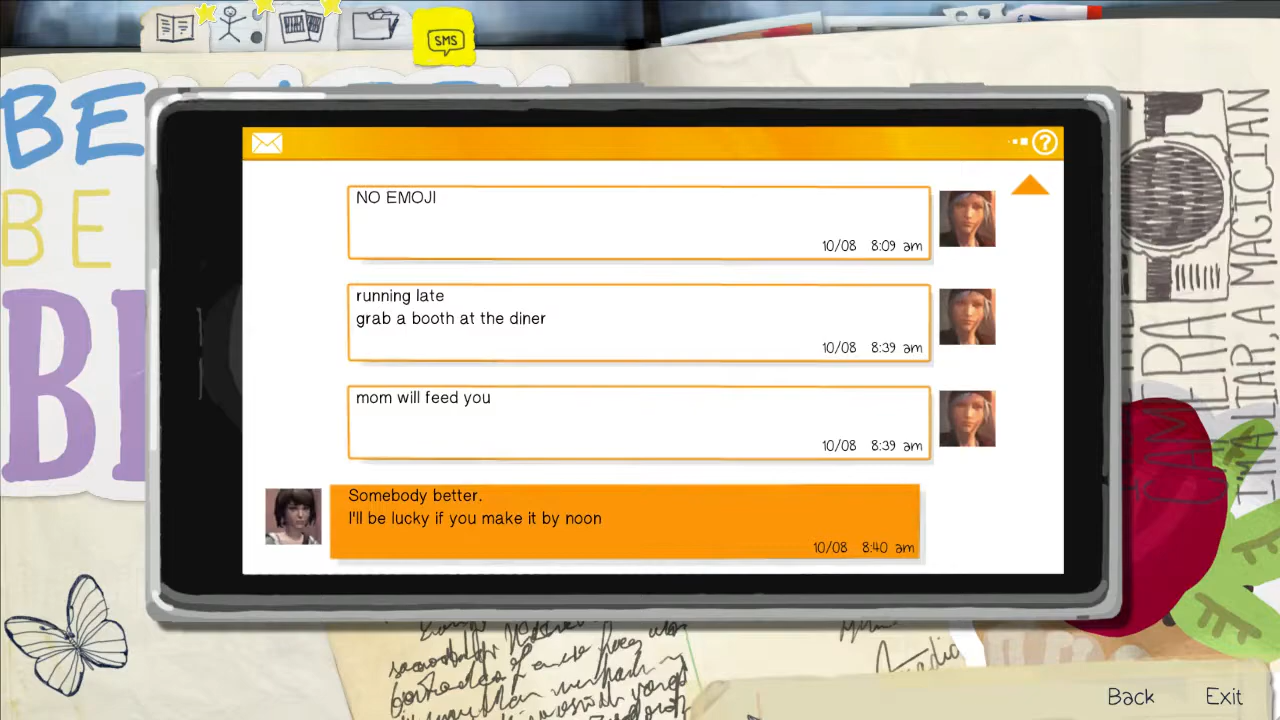 SMS
BE
BE
NO EMOJI
10/08 8:09 am
running late
grab a booth at the diner
10/08 8:39 am
mom will feed you
10/08 8:39 am
Somebody better.
I'll be lucky if you make it by noon
10/08 8:40 am
I'M A LIAR, A MAGICIAN
Back
Exit